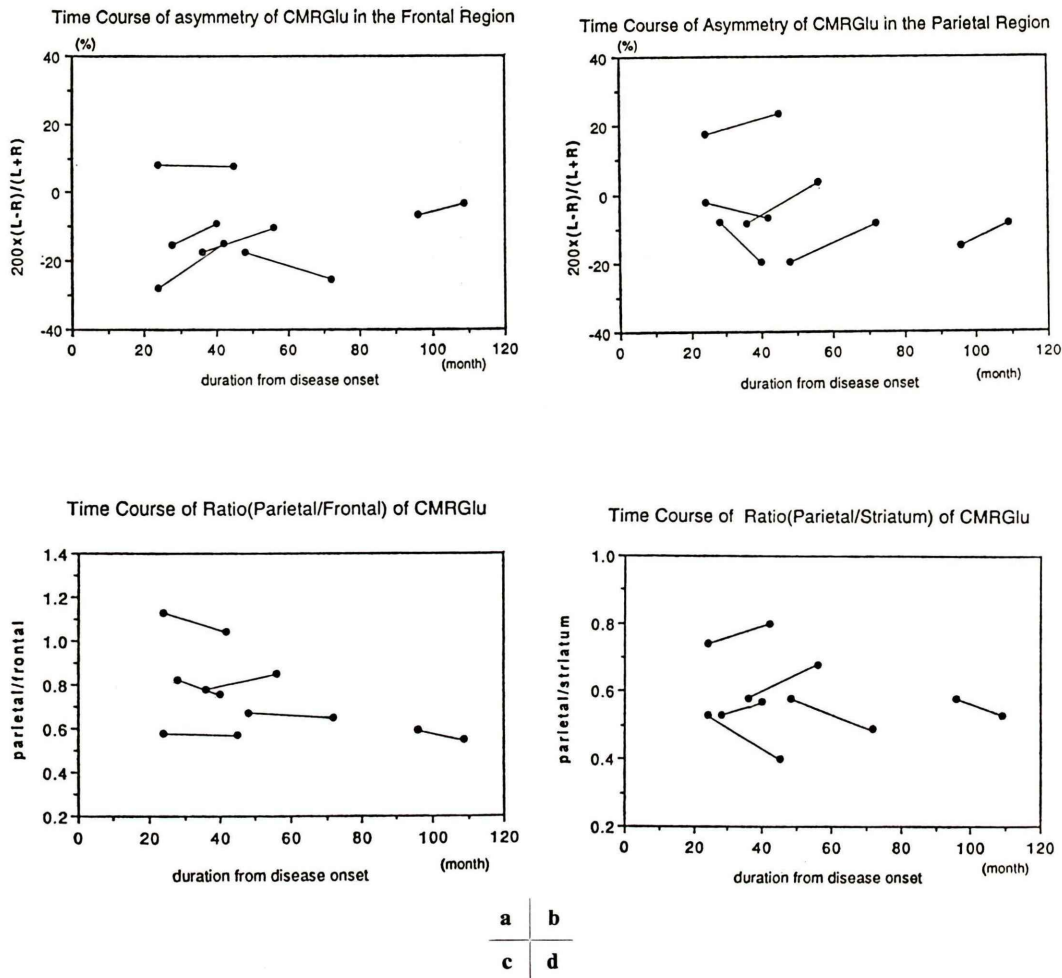 Time Course of asymmetry of CMRGlu in the Frontal Region
(%)
40
20
0
-20
-40
200x(L-R)/(L+R)
0 20 40 60 80 100 120
(month)
duration from disease onset
Time Course of Asymmetry of CMRGlu in the Parietal Region
(%)
40
20
0
-20
-40
200x(L-R)/(L+R)
0 20 40 60 80 100 120
(month)
duration from disease onset
Time Course of Ratio(Parietal/Frontal) of CMRGlu
1.4
1.2
1.0
0.8
0.6
0.4
0.2
parietal/frontal
0 20 40 60 80 100 120
(month)
duration from disease onset
Time Course of Ratio(Parietal/Striatum) of CMRGlu
1.0
0.8
0.6
0.4
0.2
parietal/striatum
0 20 40 60 80 100 120
(month)
duration from disease onset
a b
c d